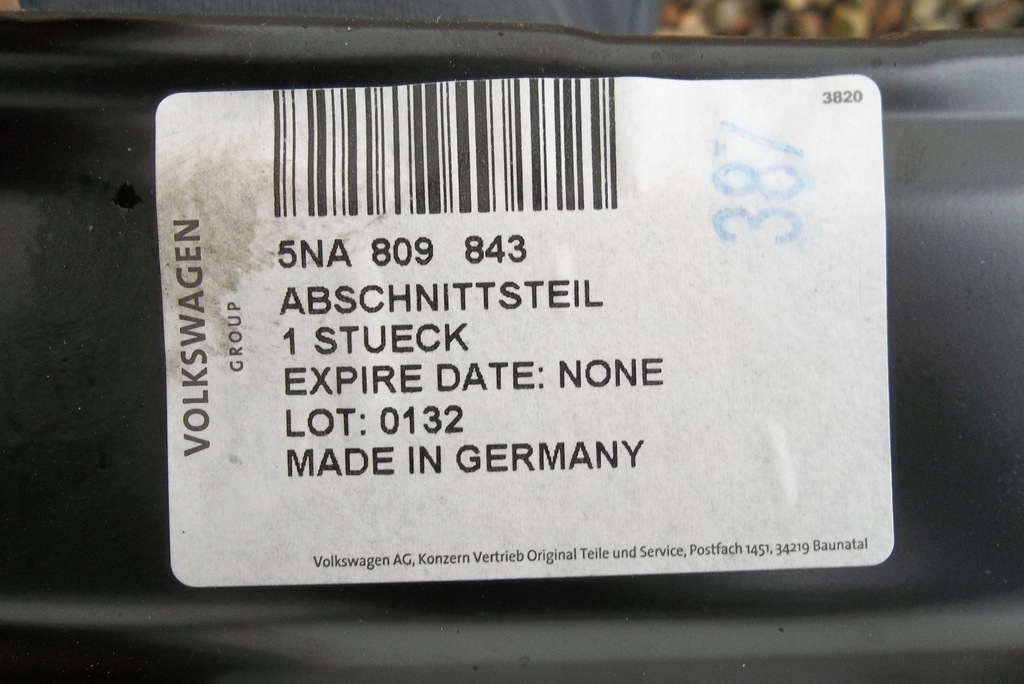 3820
387
VOLKSWAGEN
GROUP
5NA 809 843
ABSCHNITTSTEIL
1 STUECK
EXPIRE DATE: NONE
LOT: 0132
MADE IN GERMANY
Volkswagen AG, Konzern Vertrieb Original Teile und Service, Postfach 1451, 34219 Baunatal